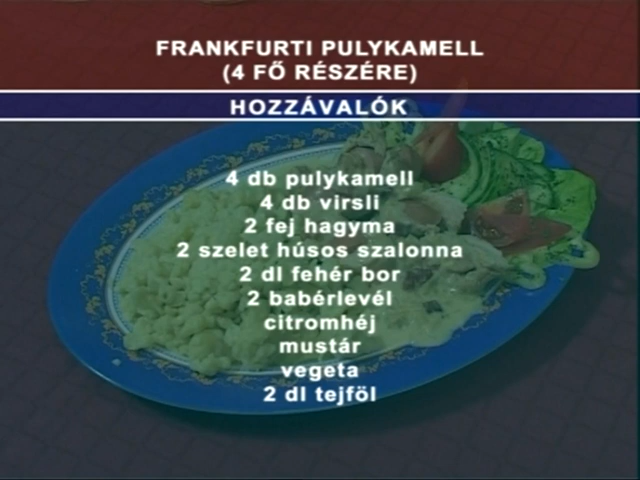 FRANKFURTI PULYKAMELL
(4 FŐ RÉSZÉRE)
HOZZÁVALÓK
4 db pulykamell
4 db virsli
2 fej hagyma
2 szelet húsos szalonna
2 dl fehér bor
2 babérlevél
citromhéj
mustár
vegeta
2 dl tejföl